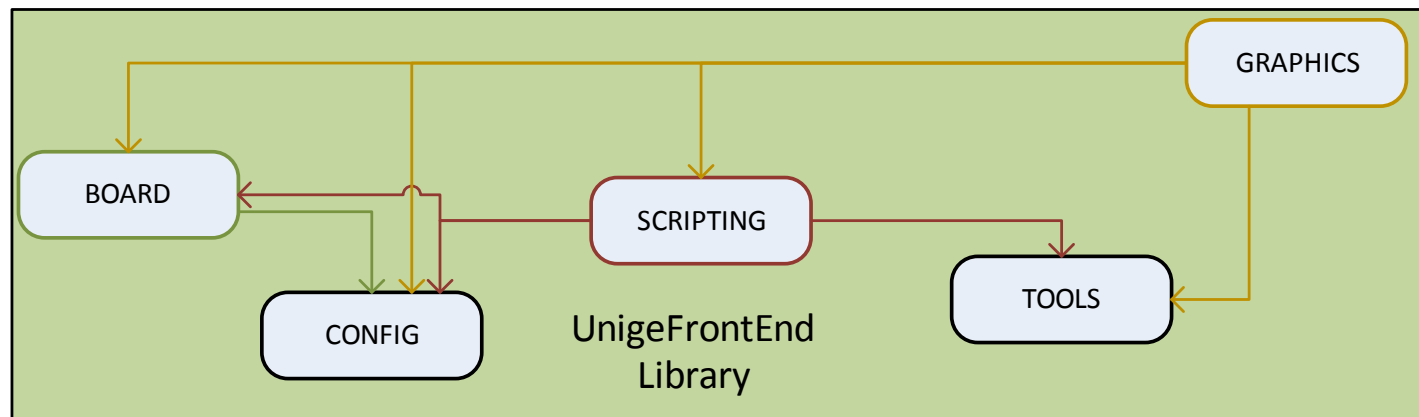 GRAPHICS
BOARD
SCRIPTING
TOOLS
CONFIG
UnigeFrontEnd
Library